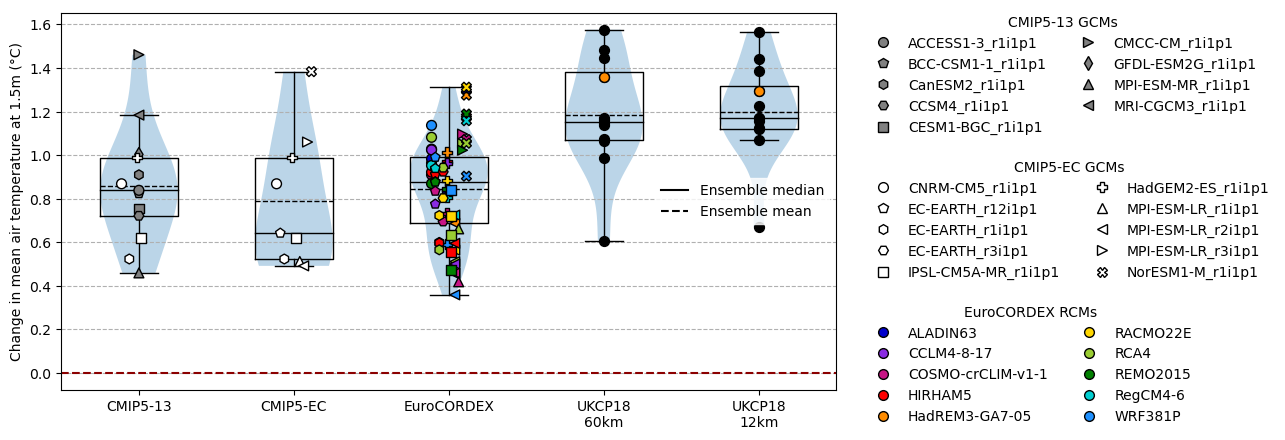 Change in mean air temperature at 1.5m (°C)
1.6
1.4
1.2
1.0
0.8
0.6
0.4
0.2
0.0
Ensemble median
Ensemble mean
CMIP5-13
CMIP5-EC
EuroCORDEX
UKCP18
60km
UKCP18
12km
CMIP5-13 GCMs
ACCESS1-3_r1i1p1
BCC-CSM1-1_r1i1p1
CanESM2_r1i1p1
CCSM4_r1i1p1
CESM1-BGC_r1i1p1
CMCC-CM_r1i1p1
GFDL-ESM2G_r1i1p1
MPI-ESM-MR_r1i1p1
MRI-CGCM3_r1i1p1
CMIP5-EC GCMs
CNRM-CM5_r1i1p1
EC-EARTH_r12i1p1
EC-EARTH_r1i1p1
EC-EARTH_r3i1p1
IPSL-CM5A-MR_r1i1p1
HadGEM2-ES_r1i1p1
MPI-ESM-LR_r1i1p1
MPI-ESM-LR_r2i1p1
MPI-ESM-LR_r3i1p1
NorESM1-M_r1i1p1
EuroCORDEX RCMs
ALADIN63
CCLM4-8-17
COSMO-crCLIM-v1-1
HIRHAM5
HadREM3-GA7-05
RACMO22E
RCA4
REMO2015
RegCM4-6
WRF381P